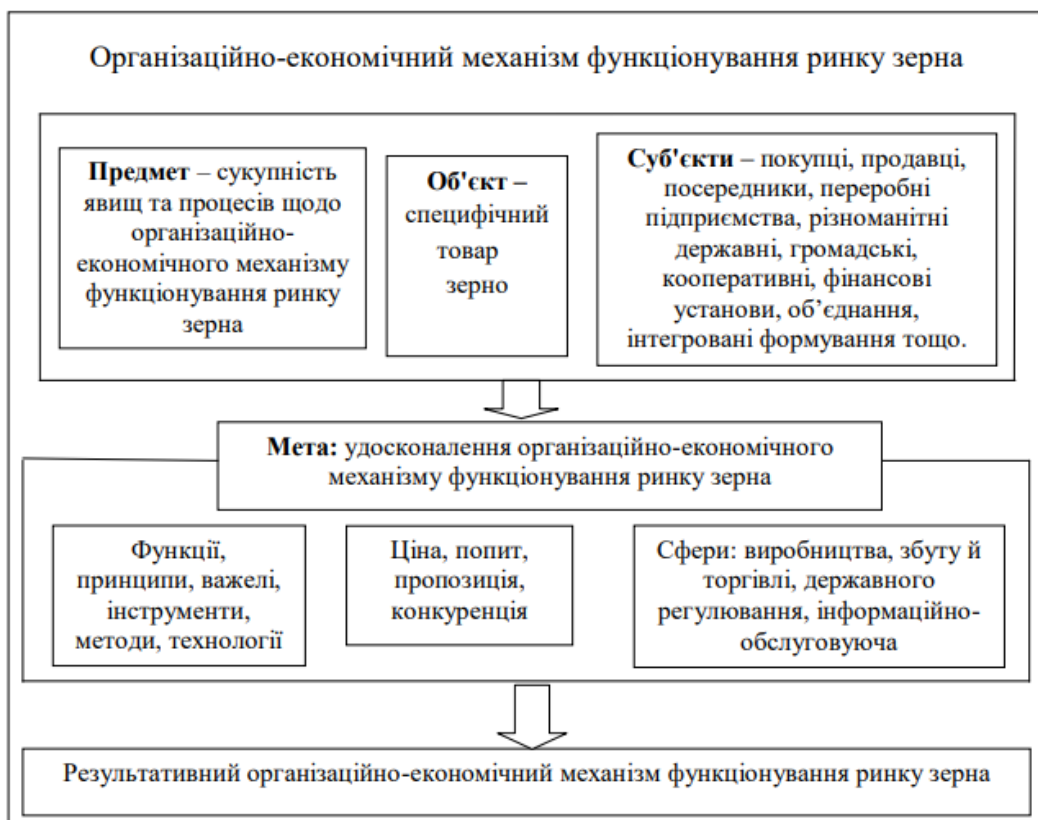 Організаційно-економічний механізм функціонування ринку зерна
Предмет – сукупність
явищ та процесів щодо
організаційно-
економічного механізму
функціонування ринку
зерна
Об'єкт –
специфічний
товар
зерно
Суб'єкти – покупці, продавці,
посередники, переробні
підприємства, різноманітні
державні, громадські,
кооперативні, фінансові
установи, об’єднання,
інтегровані формування тощо.
Мета: удосконалення організаційно-економічного
механізму функціонування ринку зерна
Функції,
принципи, важелі,
інструменти,
методи, технології
Ціна, попит,
пропозиція,
конкуренція
Сфери: виробництва, збуту й
торгівлі, державного
регулювання, інформаційно-
обслуговуюча
Результативний організаційно-економічний механізм функціонування ринку зерна